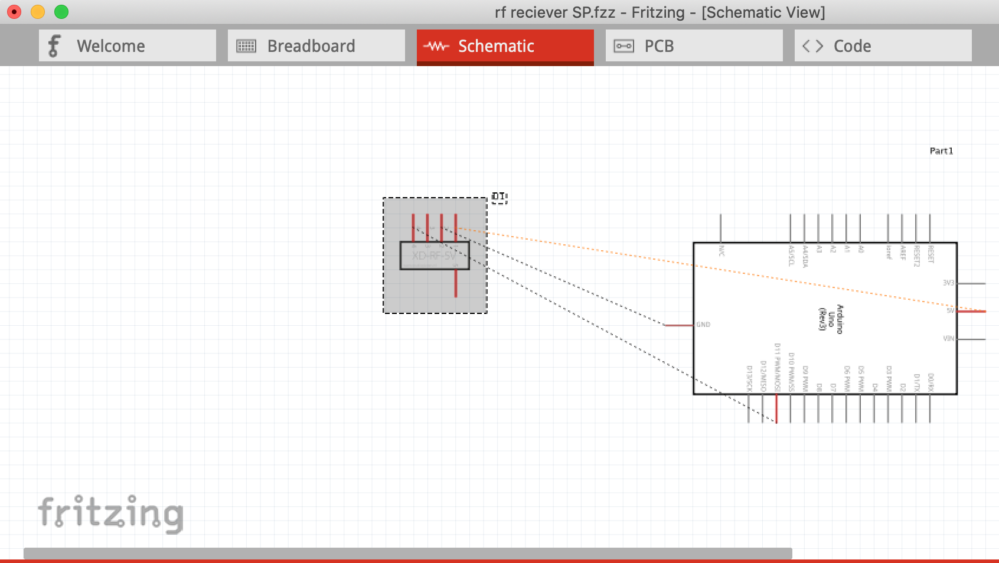 rf reciever SP.fzz - Fritzing - [Schematic View]
Welcome
Breadboard
Schematic
PCB
Code
Part1
XD-RF-5V
N/C
A5/SCL
A4/SDA
A3
A2
A1
A0
ioref
AREF
RESET2
RESET
3V3
5V
VIN
GND
Arduino
Uno
(Rev3)
D13/SCK
D12/MISO
D11 PWM/MOSI
D10 PWM/SS
D9 PWM
D8
D7
D6 PWM
D5 PWM
D4
D3 PWM
D2
D1/TX
D0/RX
fritzing